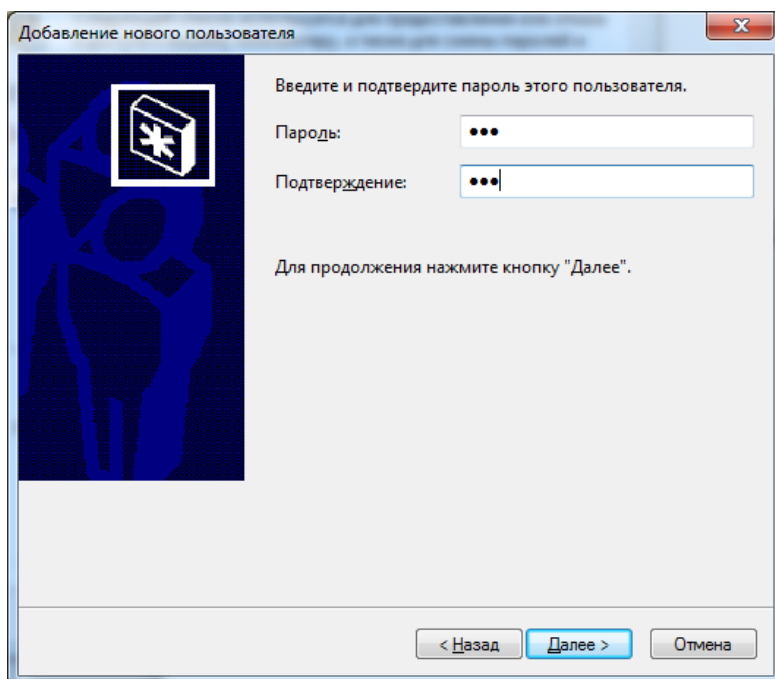 Добавление нового пользователя
Введите и подтвердите пароль этого пользователя.
Пароль: •••
Подтверждение: •••
Для продолжения нажмите кнопку "Далее".
< Назад Далее > Отмена